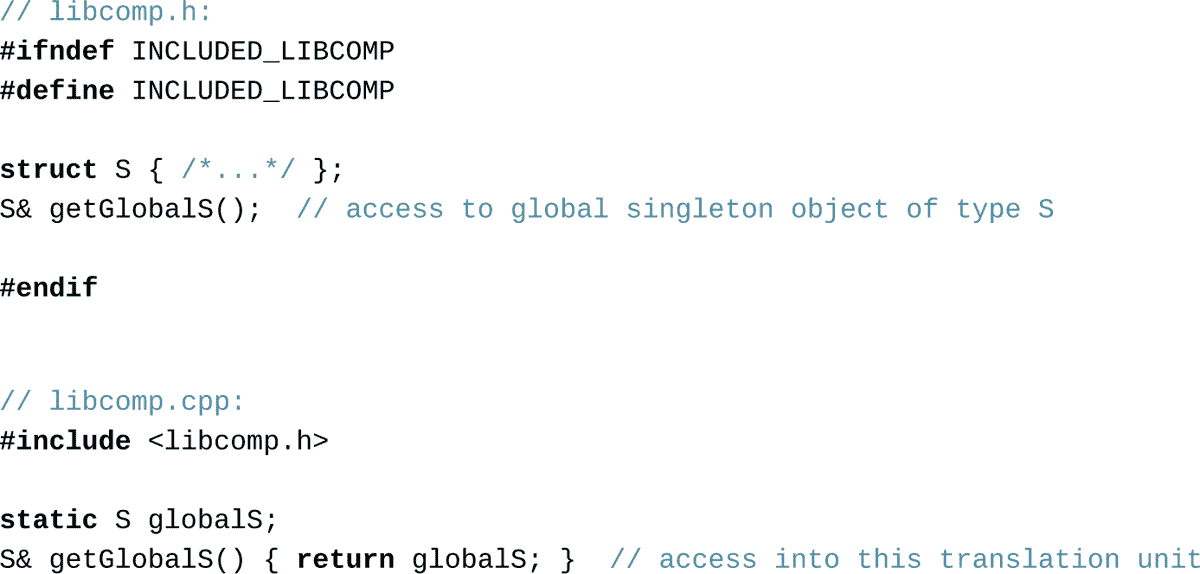 // libcomp.h:
#ifndef INCLUDED_LIBCOMP
#define INCLUDED_LIBCOMP
struct S { /*...*/ };
S& getGlobalS();  // access to global singleton object of type S
#endif
// libcomp.cpp:
#include <libcomp.h>
static S globalS;
S& getGlobalS() { return globalS; }  // access into this translation unit